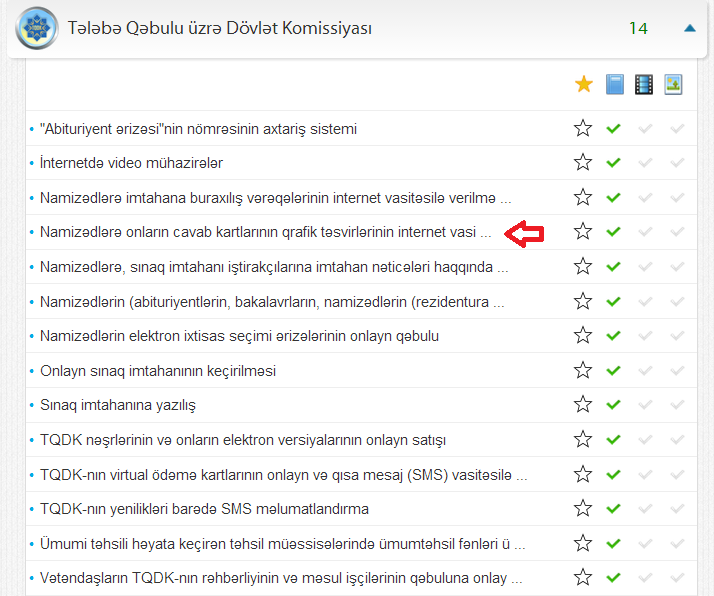 Tələbə Qəbulu üzrə Dövlət Komissiyası 14
"Abituriyent ərizəsi"nin nömrəsinin axtariş sistemi
İnternetdə video mühazirələr
Namizədlərə imtahana buraxılış vərəqələrinin internet vasitəsilə verilmə ...
Namizədlərə onların cavab kartlarının qrafik təsvirlərinin internet vasi ...
Namizədlərə, sınaq imtahanı iştirakçılarına imtahan nəticələri haqqında ...
Namizədlərin (abituriyentlərin, bakalavrların, namizədlərin (rezidentura ...
Namizədlərin elektron ixtisas seçimi ərizələrinin onlayn qəbulu
Onlayn sınaq imtahanının keçirilməsi
Sınaq imtahanına yazılış
TQDK nəşrlərinin və onların elektron versiyalarının onlayn satışı
TQDK-nın virtual ödəmə kartlarının onlayn və qısa mesaj (SMS) vasitəsilə ...
TQDK-nın yenilikləri barədə SMS məlumatlandırma
Ümumi təhsili həyata keçirən təhsil müəssisələrində ümumtəhsil fənləri ü ...
Vətəndaşların TQDK-nın rəhbərliyinin və məsul işçilərinin qəbuluna onlay ...